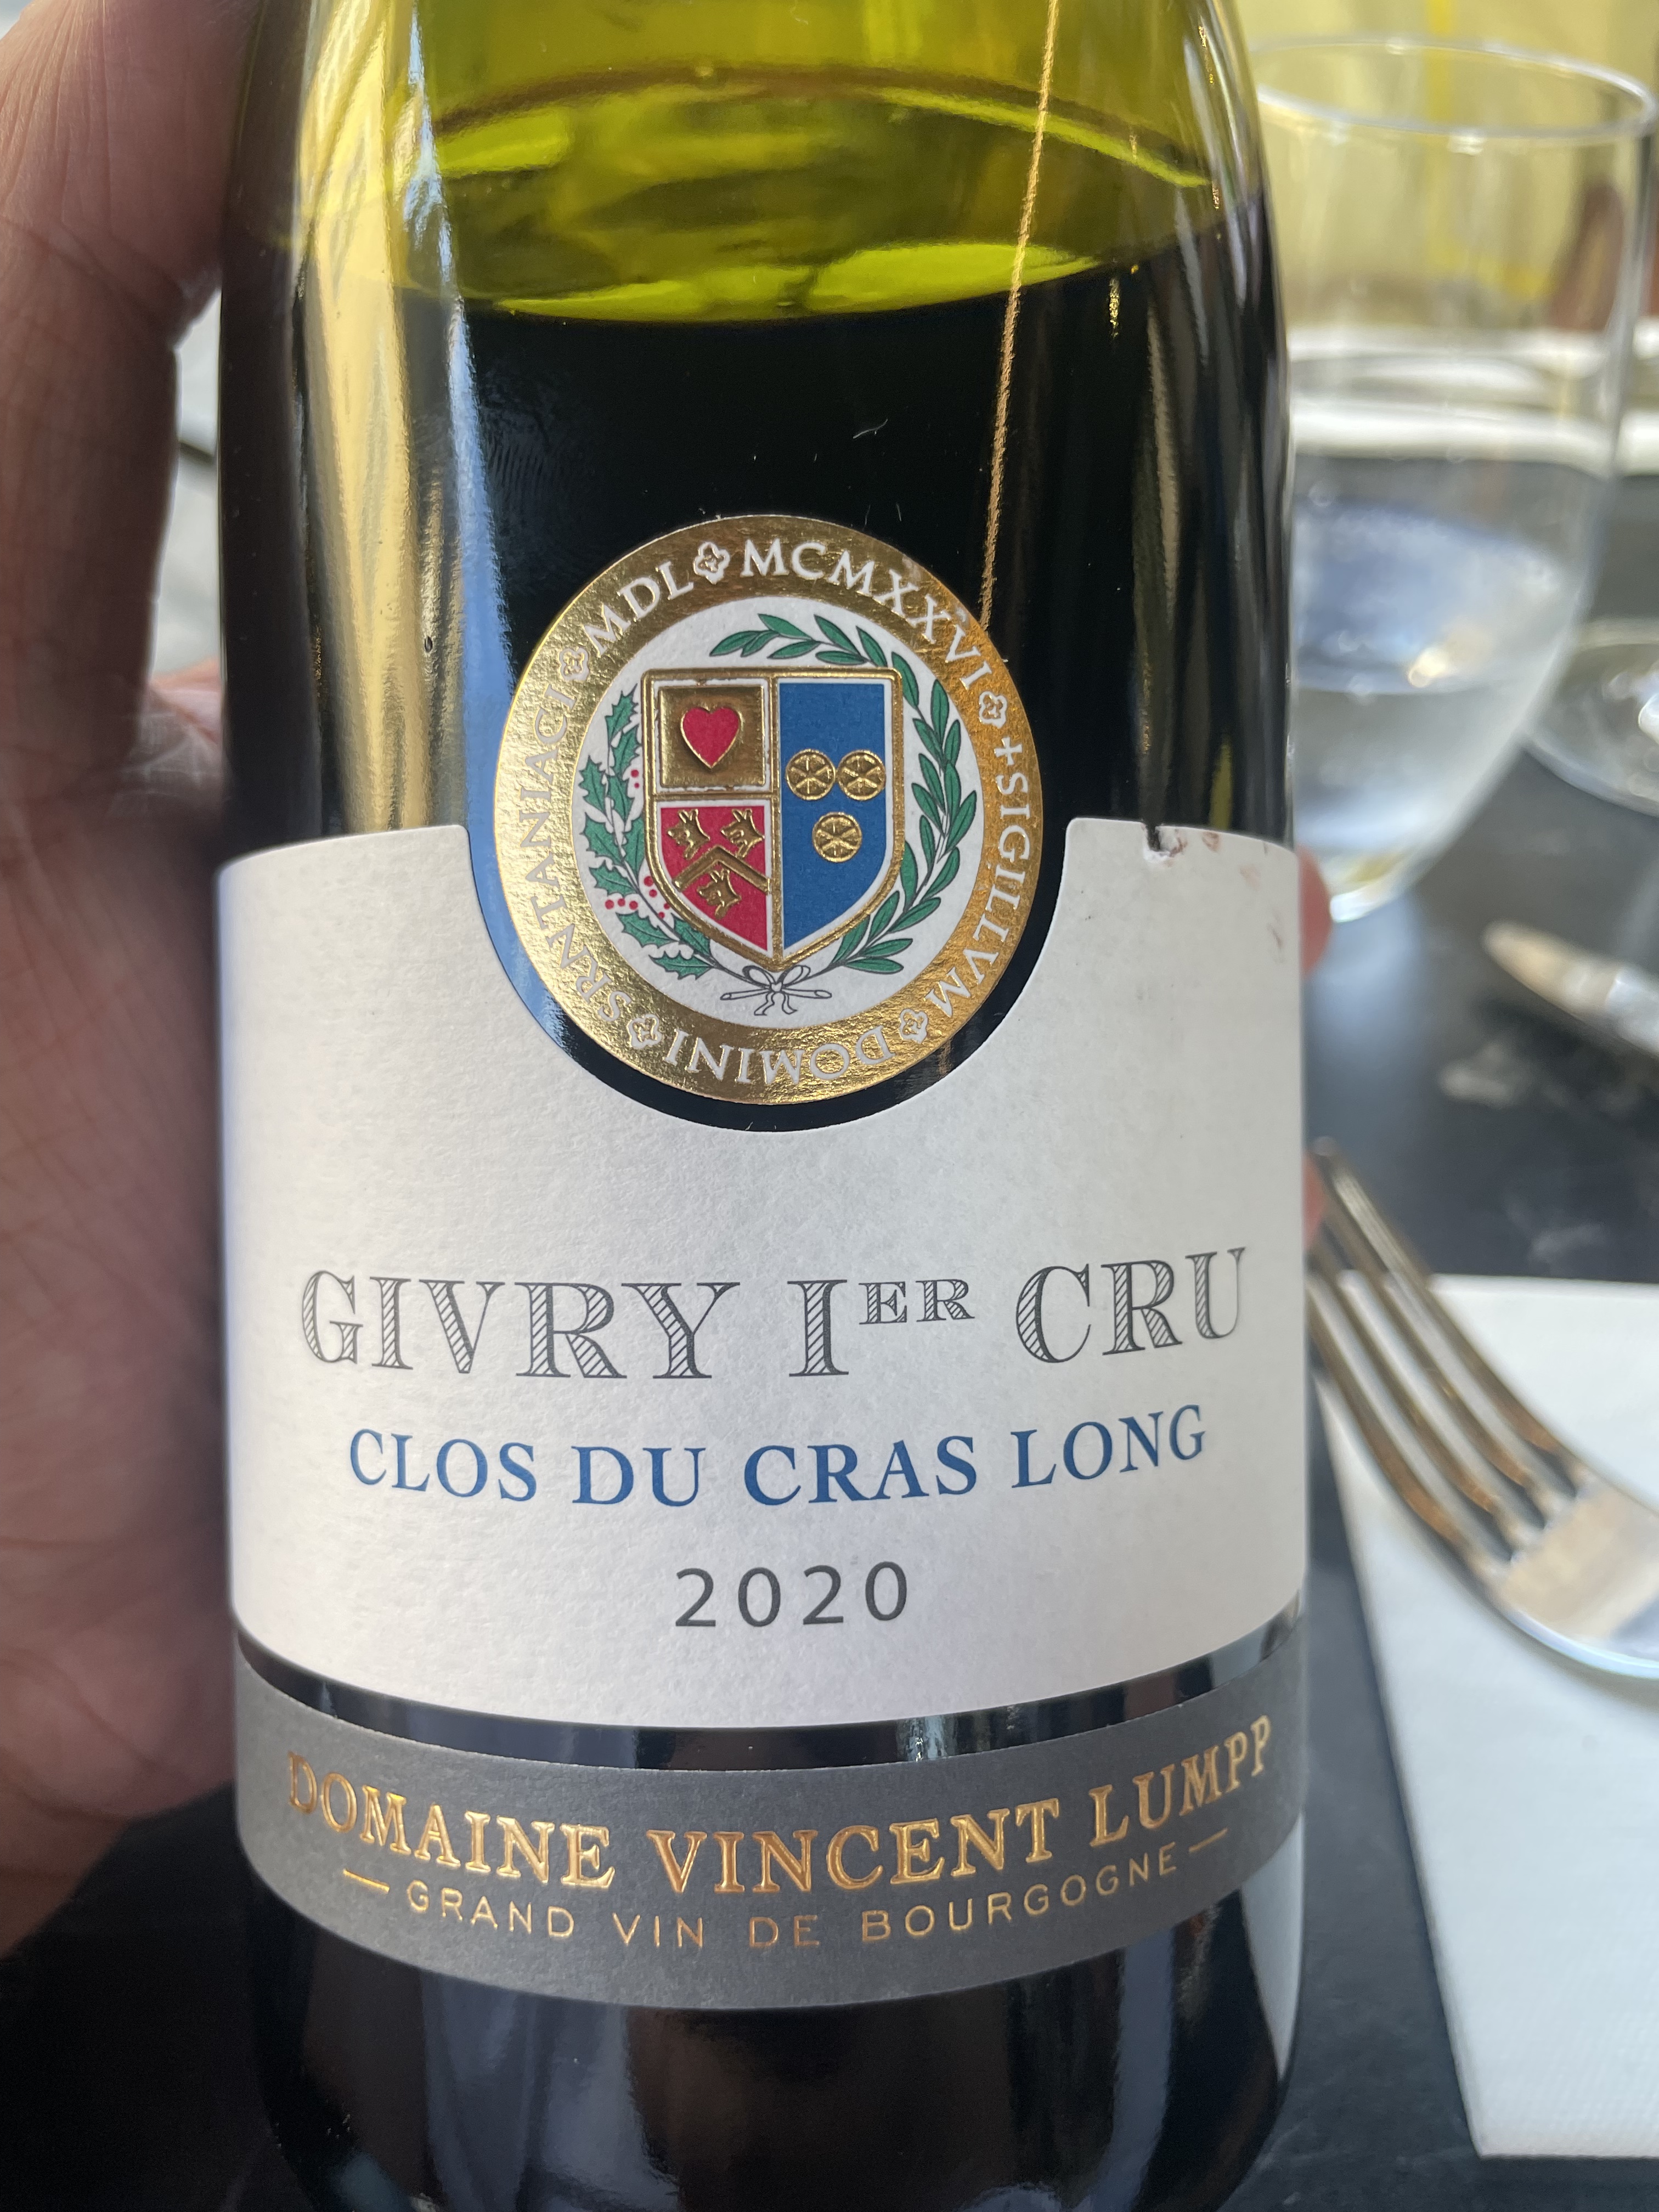 MDL MCMXXVI + SIGILLVM DOMINI SRNTANIACI
GIVRY IER CRU
CLOS DU CRAS LONG
2020
DOMAINE VINCENT LUMPP
GRAND VIN DE BOURGOGNE